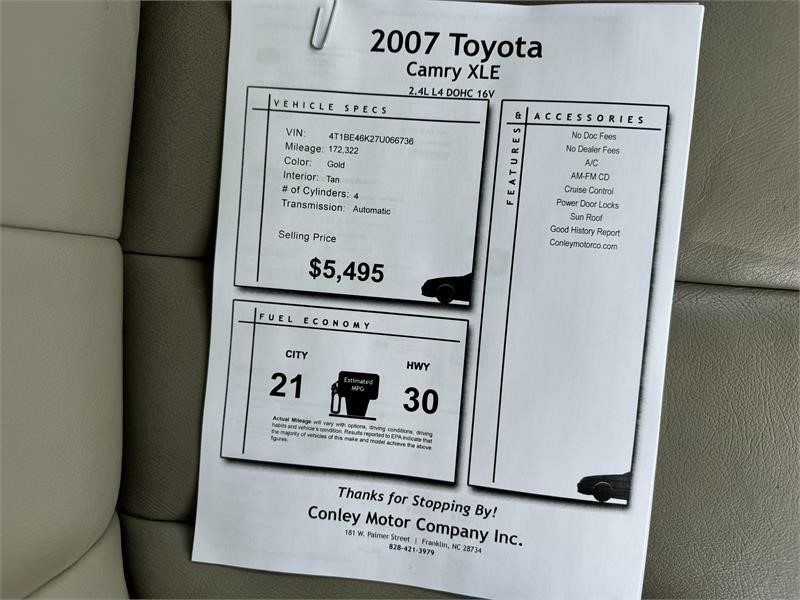 2007 Toyota
Camry XLE
2.4L L4 DOHC 16V
VEHICLE SPECS
VIN: 4T1BE46K27U066736
Mileage: 172,322
Color: Gold
Interior: Tan
# of Cylinders: 4
Transmission: Automatic
Selling Price
$5,495
FUEL ECONOMY
CITY
21
Estimated
MPG
HWY
30
Actual Mileage will vary with options, driving conditions, driving
habits and vehicle's condition. Results reported to EPA indicate that
the majority of vehicles of this make and model achieve the above
figures.
FEATURES & ACCESSORIES
No Doc Fees
No Dealer Fees
A/C
AM-FM CD
Cruise Control
Power Door Locks
Sun Roof
Good History Report
Conleymotorco.com
Thanks for Stopping By!
Conley Motor Company Inc.
181 W. Palmer Street | Franklin, NC 28734
828-421-3979